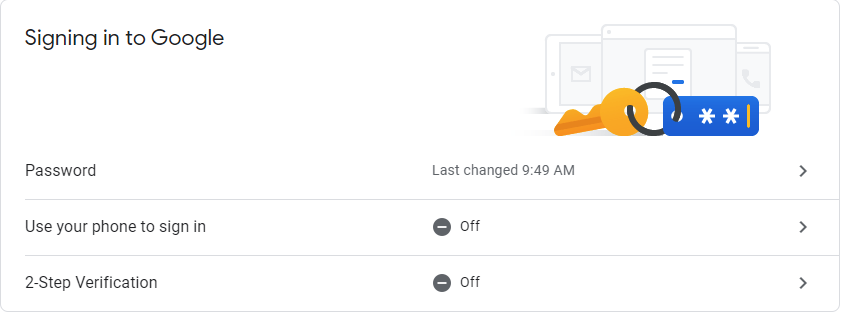 Signing in to Google
**
Password
Last changed 9:49 AM
Use your phone to sign in
Off
2-Step Verification
Off